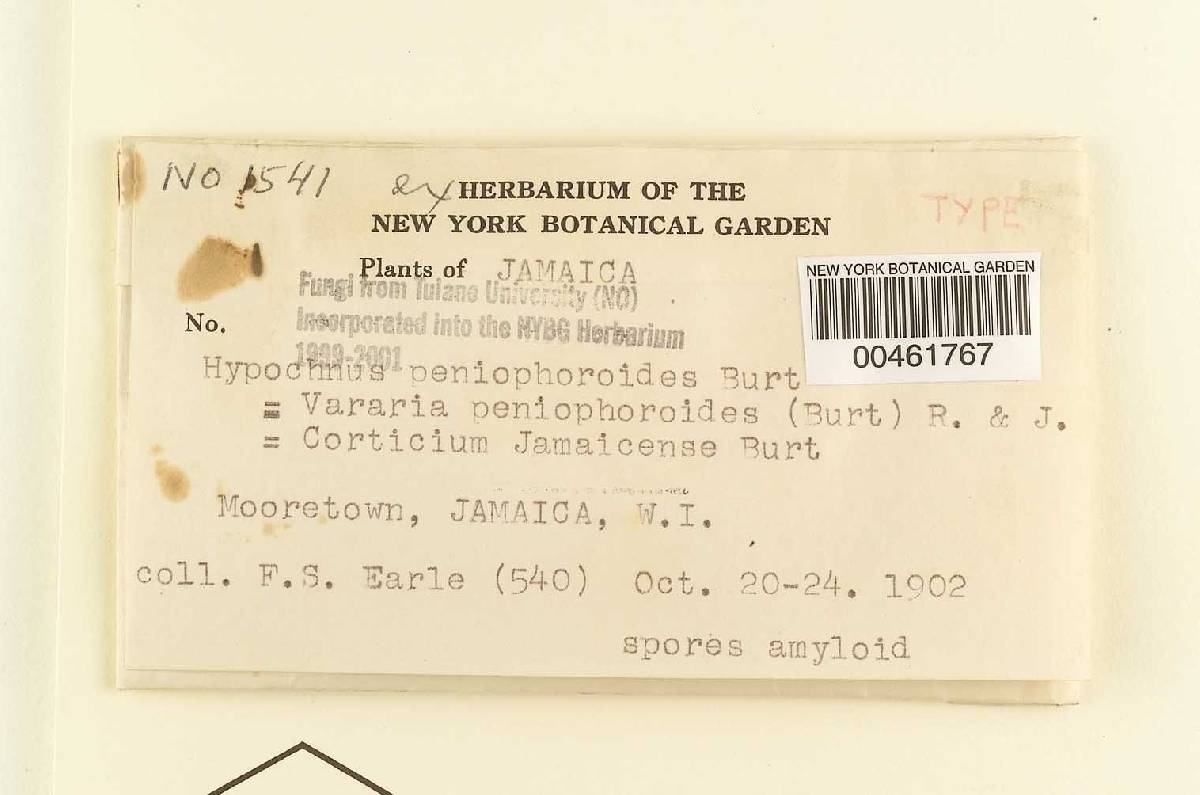 NO 1541 ex HERBARIUM OF THE
NEW YORK BOTANICAL GARDEN
TYPE
Plants of JAMAICA
NEW YORK BOTANICAL GARDEN
00461767
Fungi from Tulane University (NO)
No.
Incorporated into the NYBG Herbarium
1999-2001
Hypochnus peniophoroides Burt
= Vararia peniophoroides (Burt) R. & J.
= Corticium Jamaicense Burt
Mooretown, JAMAICA, W.I.
coll. F.S. Earle (540) Oct. 20-24. 1902
spores amyloid